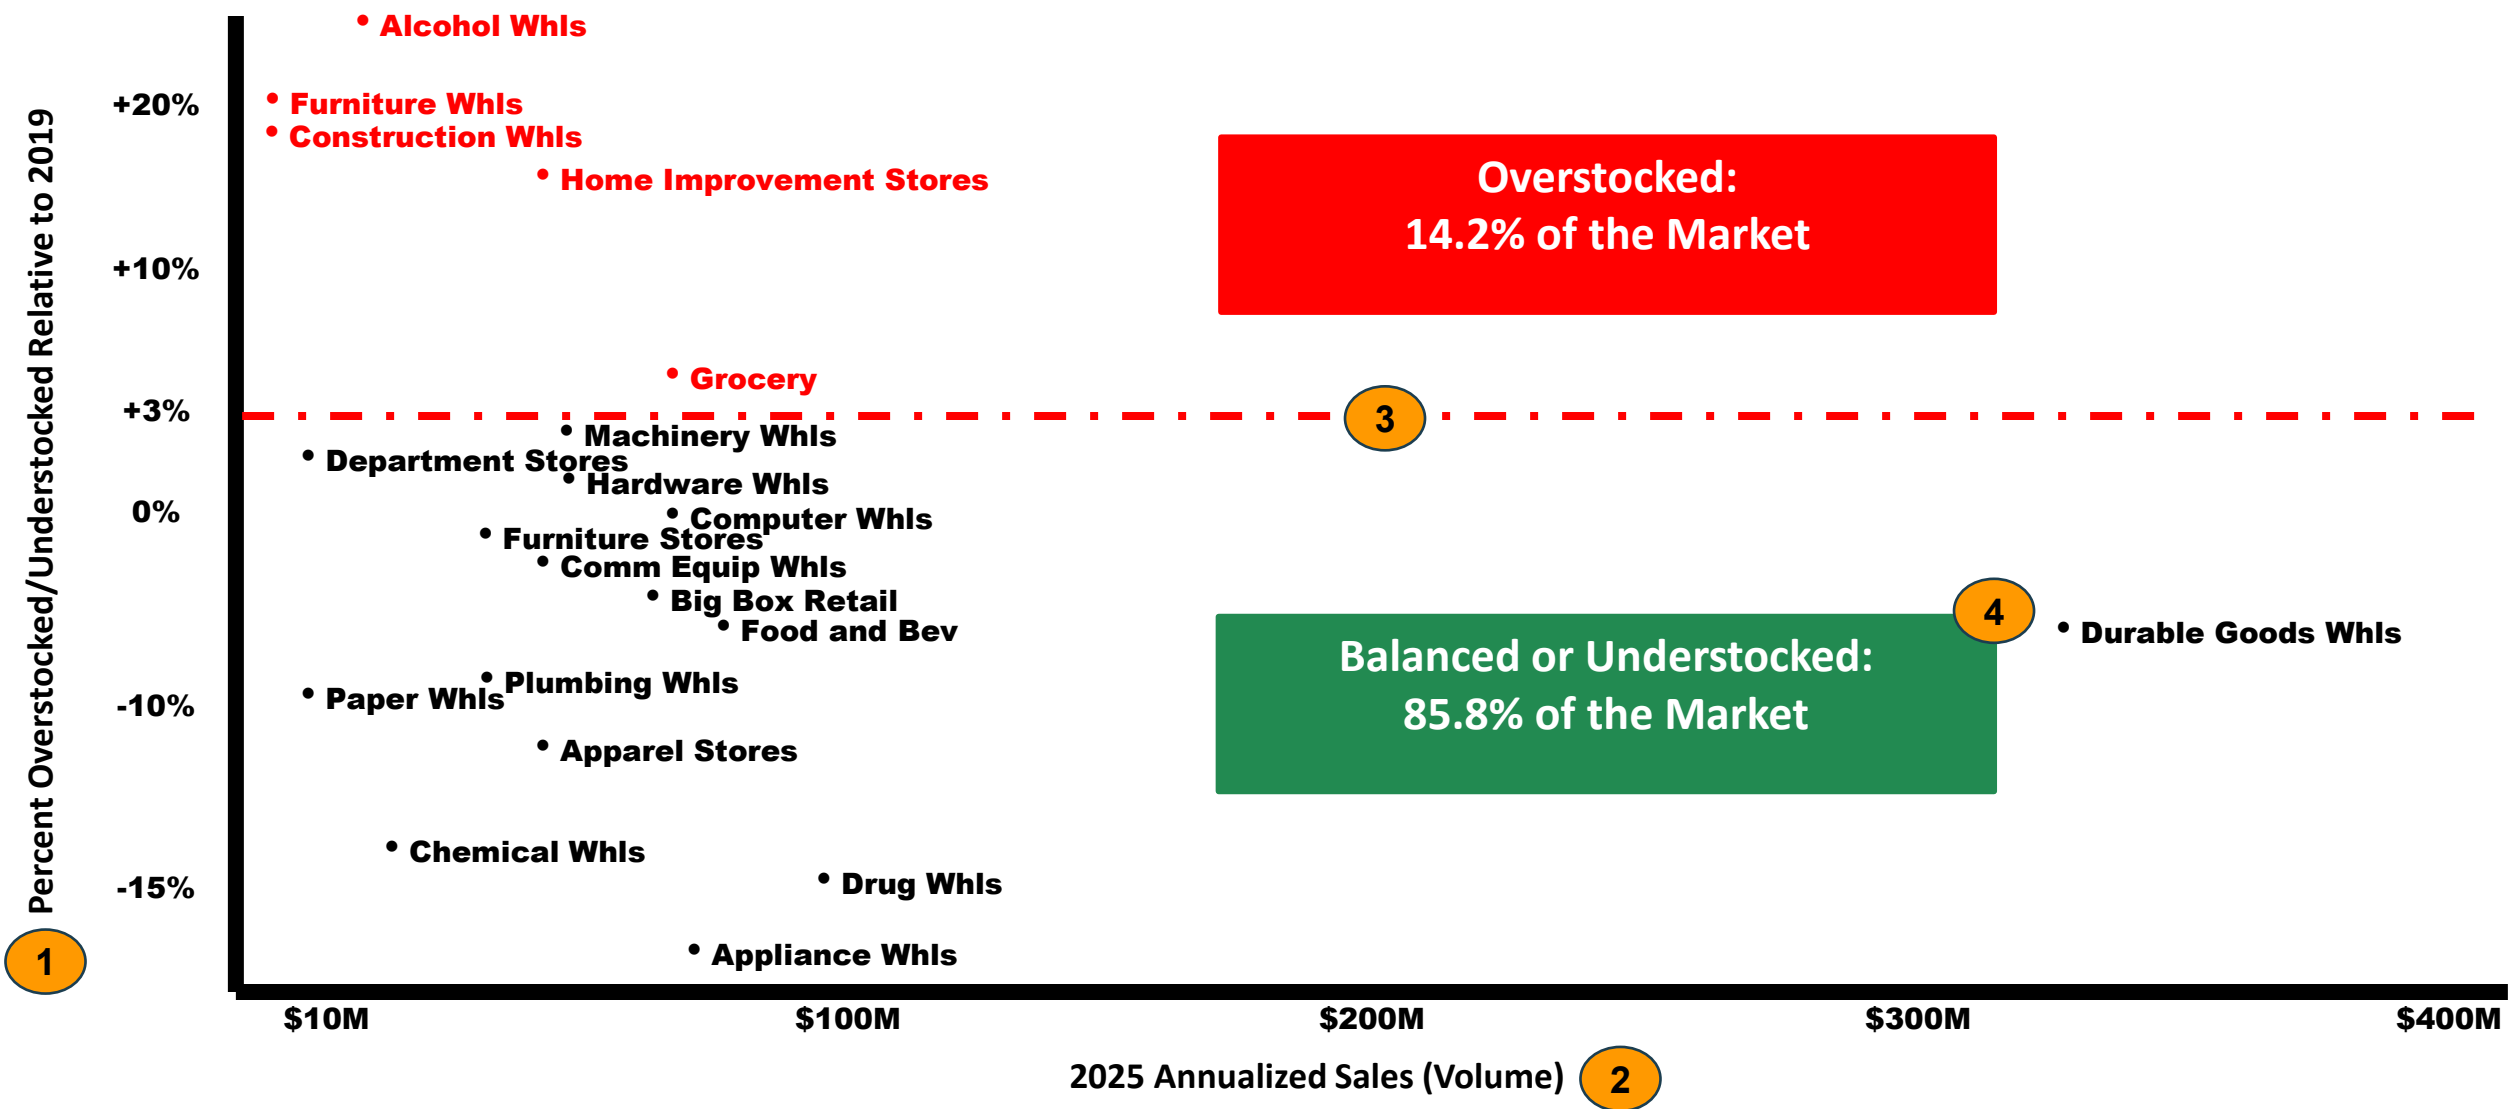 • Alcohol Whls
+20%
• Furniture Whls
• Construction Whls
• Home Improvement Stores
Overstocked:
14.2% of the Market
+10%
• Grocery
+3%
3
• Machinery Whls
• Department Stores
• Hardware Whls
0%
• Computer Whls
• Furniture Stores
• Comm Equip Whls
• Big Box Retail
• Food and Bev
4
• Durable Goods Whls
Balanced or Understocked:
85.8% of the Market
• Plumbing Whls
• Paper Whls
-10%
• Apparel Stores
• Chemical Whls
-15%
• Drug Whls
• Appliance Whls
Percent Overstocked/Understocked Relative to 2019
1
$10M
$100M
$200M
$300M
$400M
2025 Annualized Sales (Volume)
2